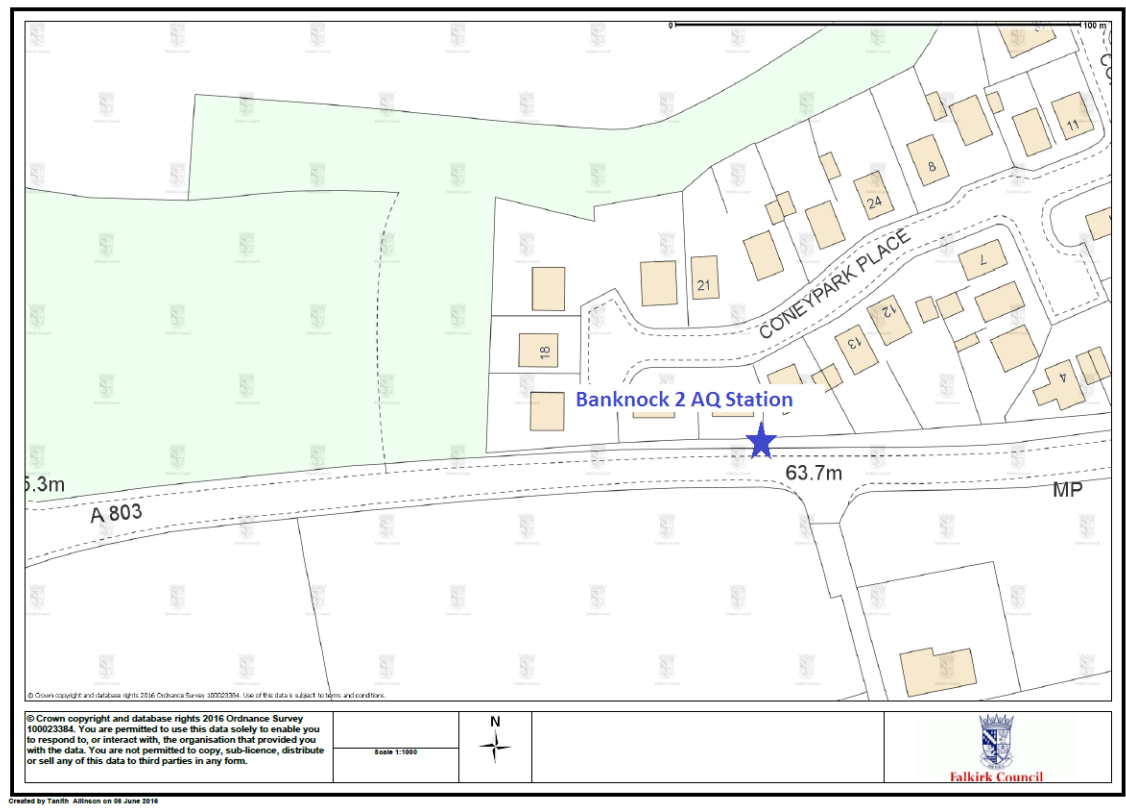 0
100 m
11
8
24
CONEYPARK PLACE
21
7
12
13
18
4
Banknock 2 AQ Station
5.3m
63.7m
MP
A 803
© Crown copyright and database rights 2016 Ordnance Survey 100023384. Use of this data is subject to terms and conditions.
© Crown copyright and database rights 2016 Ordnance Survey
100023384. You are permitted to use this data solely to enable you
to respond to, or interact with, the organisation that provided you
with the data. You are not permitted to copy, sub-licence, distribute
or sell any of this data to third parties in any form.
Scale 1:1000
N
Falkirk Council
Created by Tanith Allinson on 06 June 2016